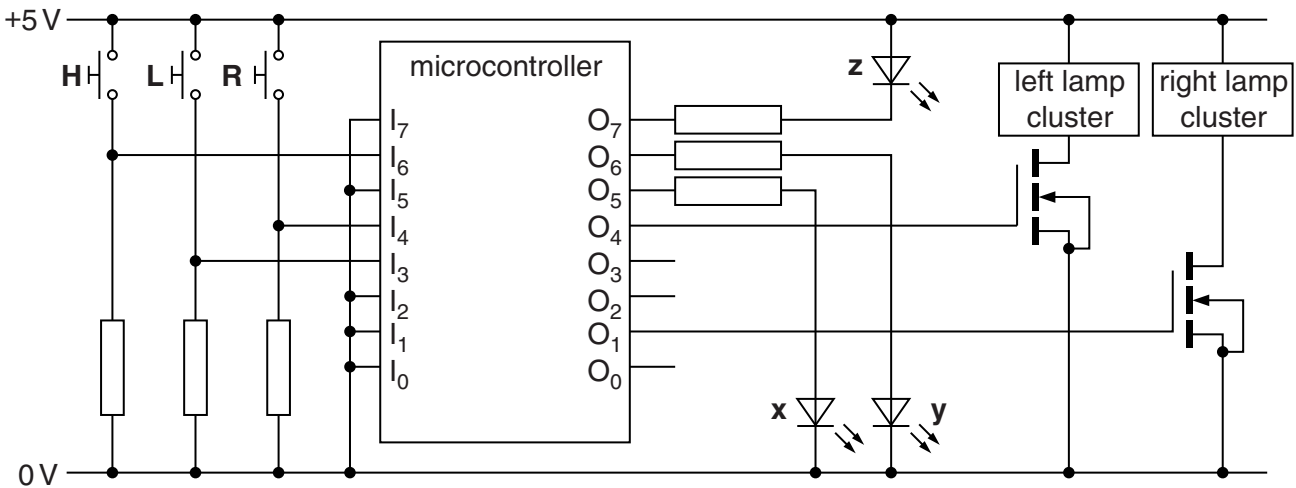 +5 V
H L R
microcontroller
z
left lamp
cluster
right lamp
cluster
I7 O7
I6 O6
I5 O5
I4 O4
I3 O3
I2 O2
I1 O1
I0 O0
x y
0 V